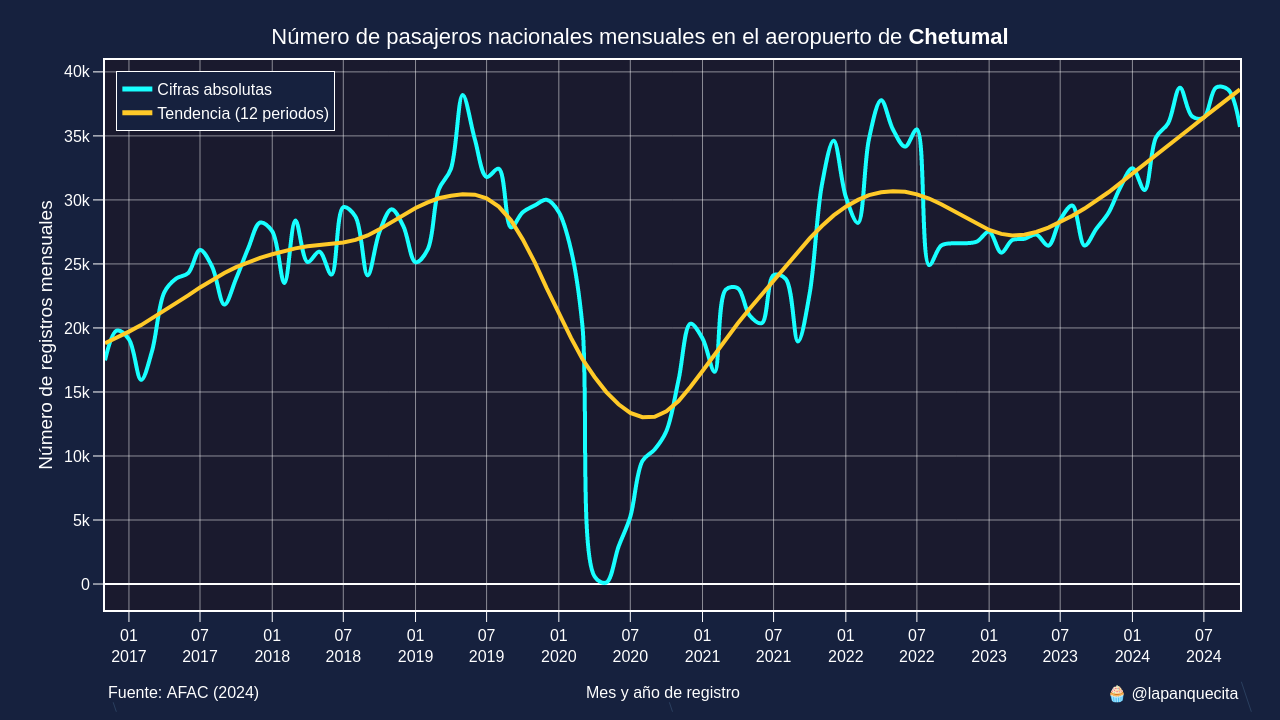 Número de pasajeros nacionales mensuales en el aeropuerto de Chetumal
Cifras absolutas
Tendencia (12 periodos)
Número de registros mensuales
40k
35k
30k
25k
20k
15k
10k
5k
0
01 07 01 07 01 07 01 07 01 07 01 07 01 07 01 07
2017 2017 2018 2018 2019 2019 2020 2020 2021 2021 2022 2022 2023 2023 2024 2024
Fuente: AFAC (2024) Mes y año de registro 🧁 @lapanquecita